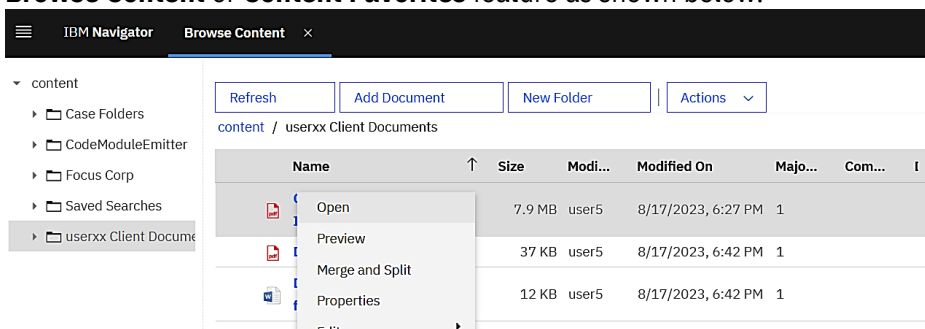 Browse Content or Content Favorites feature as shown below.
IBM Navigator Browse Content ×
content
Case Folders
CodeModuleEmitter
Focus Corp
Saved Searches
userxx Client Docume
Refresh Add Document New Folder Actions
content / userxx Client Documents
Name Size Modi... Modified On Majo... Com...
7.9 MB user5 8/17/2023, 6:27 PM 1
37 KB user5 8/17/2023, 6:42 PM 1
12 KB user5 8/17/2023, 6:42 PM 1
Open
Preview
Merge and Split
Properties